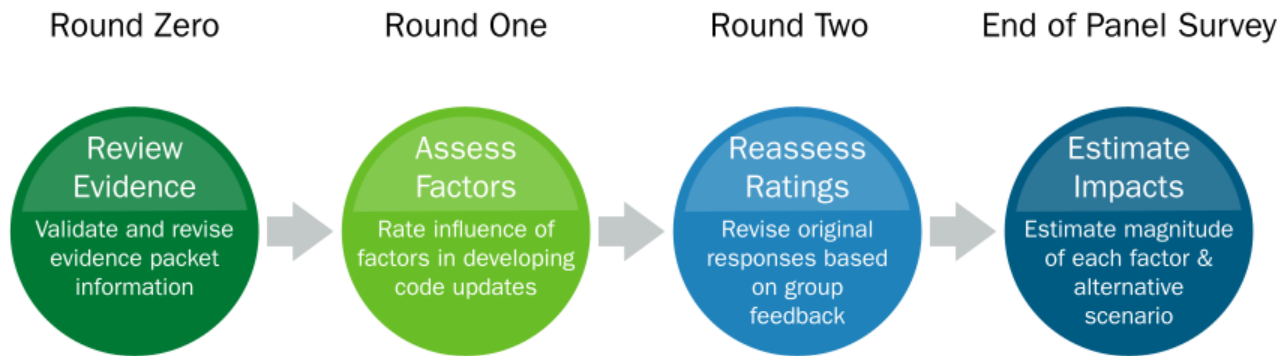 Round Zero
Round One
Round Two
End of Panel Survey
Review
Evidence
Validate and revise
evidence packet
information
Assess
Factors
Rate influence of
factors in developing
code updates
Reassess
Ratings
Revise original
responses based
on group
feedback
Estimate
Impacts
Estimate magnitude
of each factor &
alternative
scenario